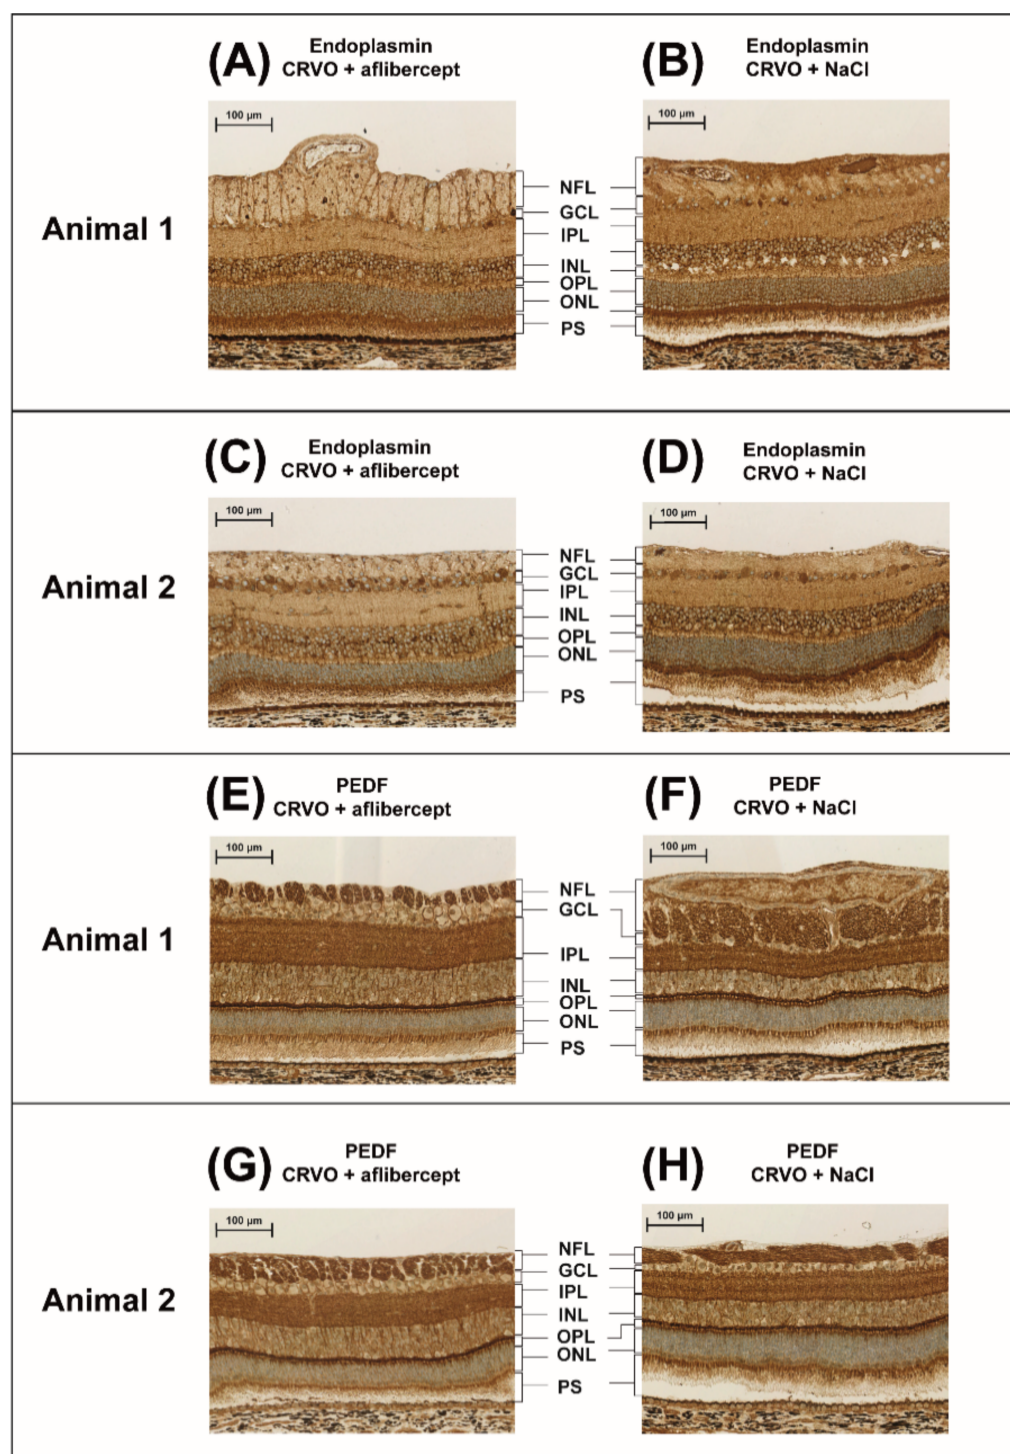 (A) Endoplasmin
CRVO + aflibercept
(B) Endoplasmin
CRVO + NaCl
100 µm
100 µm
Animal 1
NFL
GCL
IPL
INL
OPL
ONL
PS
(C) Endoplasmin
CRVO + aflibercept
(D) Endoplasmin
CRVO + NaCl
100 µm
100 µm
Animal 2
NFL
GCL
IPL
INL
OPL
ONL
PS
(E) PEDF
CRVO + aflibercept
(F) PEDF
CRVO + NaCl
100 µm
100 µm
Animal 1
NFL
GCL
IPL
INL
OPL
ONL
PS
(G) PEDF
CRVO + aflibercept
(H) PEDF
CRVO + NaCl
100 µm
100 µm
Animal 2
NFL
GCL
IPL
INL
OPL
ONL
PS